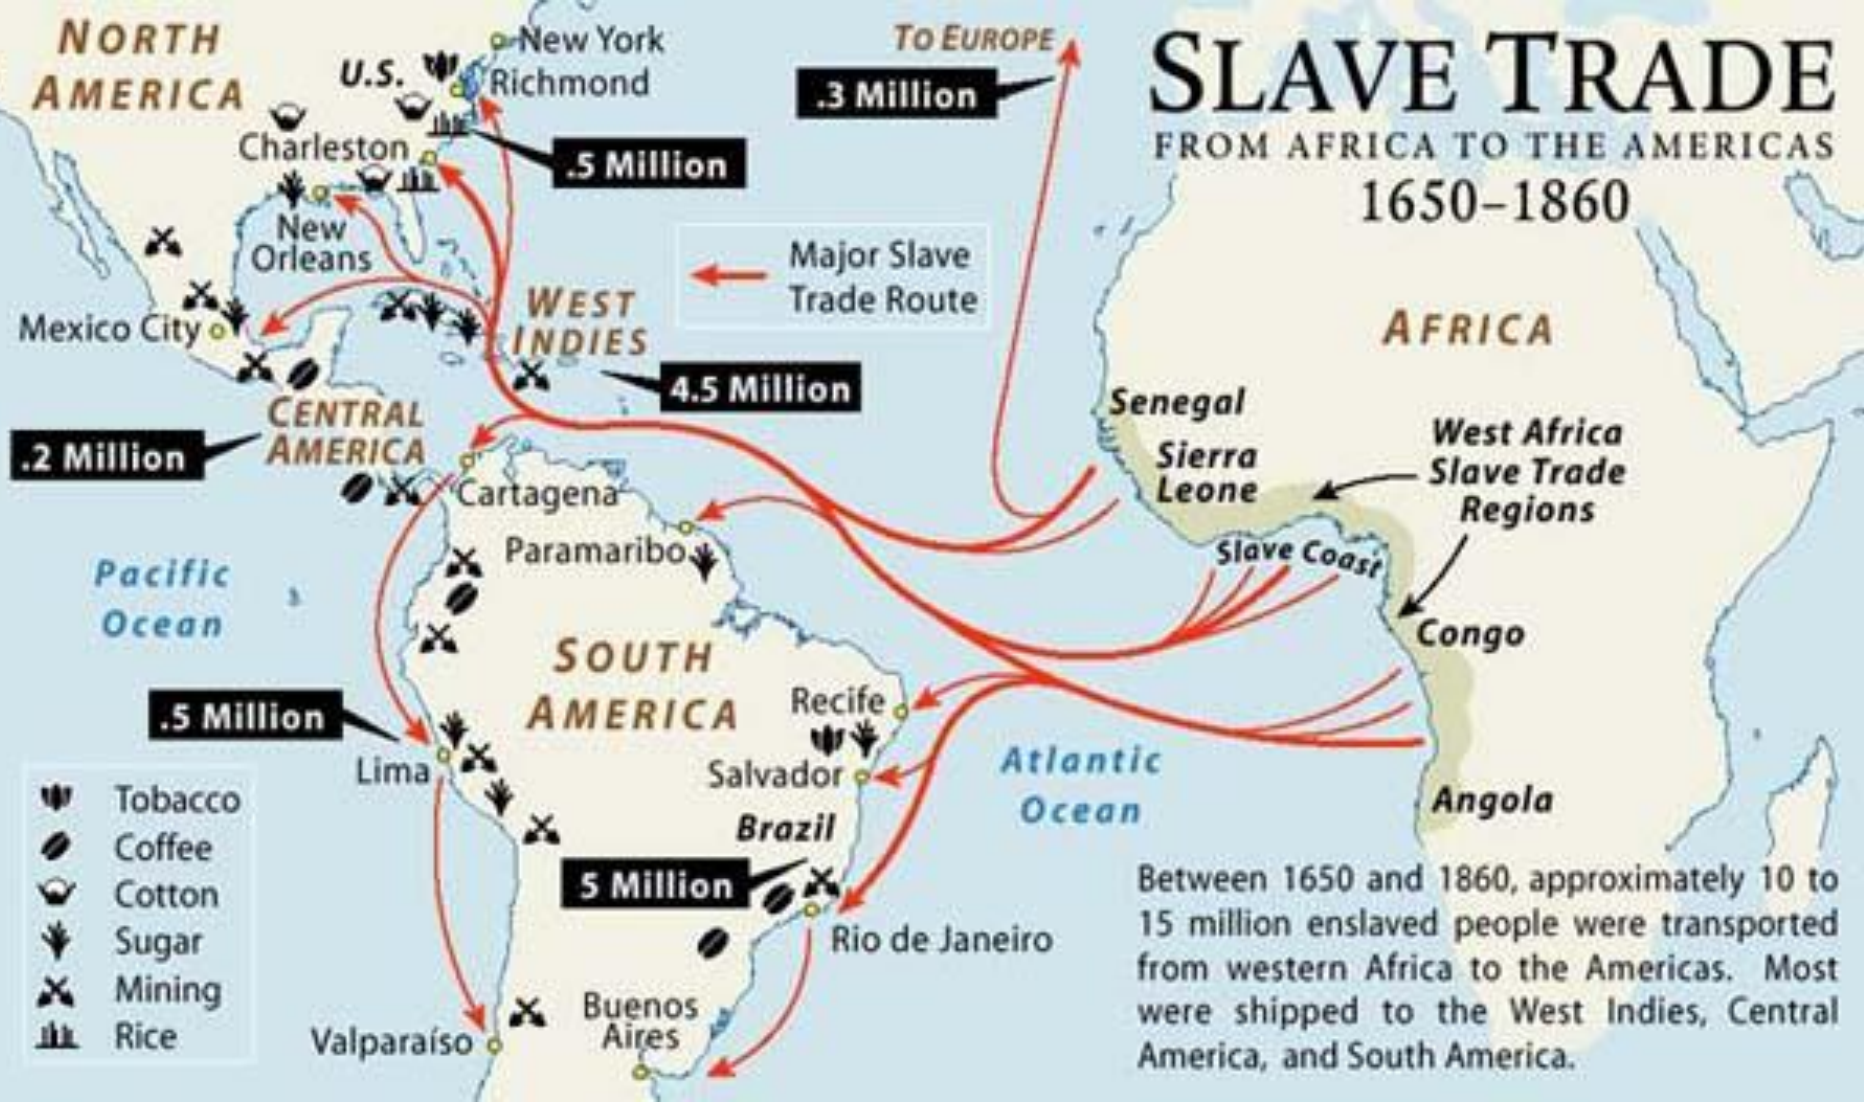 SLAVE TRADE
FROM AFRICA TO THE AMERICAS
1650–1860
NORTH
AMERICA
U.S.
New York
Richmond
.5 Million
Charleston
New
Orleans
Mexico City
TO EUROPE
.3 Million
Major Slave
Trade Route
WEST
INDIES
4.5 Million
CENTRAL
AMERICA
.2 Million
Cartagena
Paramaribo
Pacific
Ocean
SOUTH
AMERICA
.5 Million
Lima
Recife
Salvador
Brazil
5 Million
Rio de Janeiro
Buenos
Aires
Valparaíso
Atlantic
Ocean
AFRICA
Senegal
Sierra
Leone
West Africa
Slave Trade
Regions
Slave Coast
Congo
Angola
Tobacco
Coffee
Cotton
Sugar
Mining
Rice
Between 1650 and 1860, approximately 10 to
15 million enslaved people were transported
from western Africa to the Americas. Most
were shipped to the West Indies, Central
America, and South America.